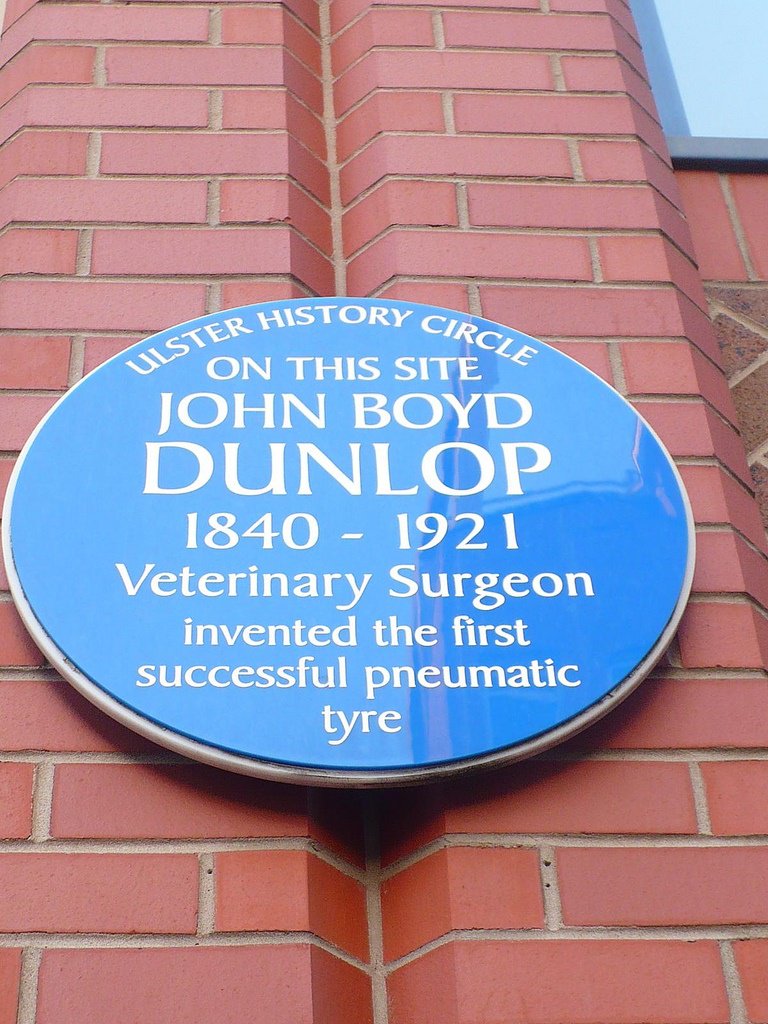 ULSTER HISTORY CIRCLE
ON THIS SITE
JOHN BOYD
DUNLOP
1840 - 1921
Veterinary Surgeon
invented the first
successful pneumatic
tyre